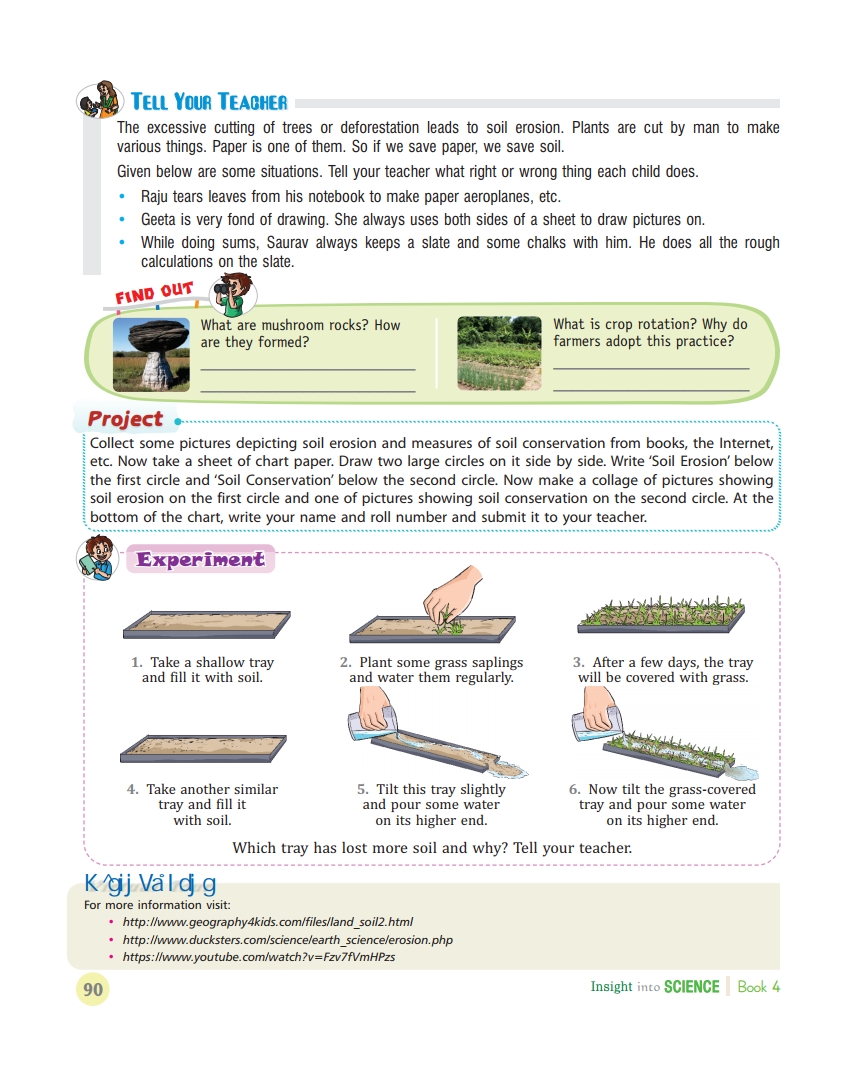 TELL YOUR TEACHER
The excessive cutting of trees or deforestation leads to soil erosion. Plants are cut by man to make
various things. Paper is one of them. So if we save paper, we save soil.
Given below are some situations. Tell your teacher what right or wrong thing each child does.
• Raju tears leaves from his notebook to make paper aeroplanes, etc.
• Geeta is very fond of drawing. She always uses both sides of a sheet to draw pictures on.
• While doing sums, Saurav always keeps a slate and some chalks with him. He does all the rough
calculations on the slate.
FIND OUT
What are mushroom rocks? How
are they formed?
What is crop rotation? Why do
farmers adopt this practice?
Project
Collect some pictures depicting soil erosion and measures of soil conservation from books, the Internet,
etc. Now take a sheet of chart paper. Draw two large circles on it side by side. Write ‘Soil Erosion’ below
the first circle and ‘Soil Conservation’ below the second circle. Now make a collage of pictures showing
soil erosion on the first circle and one of pictures showing soil conservation on the second circle. At the
bottom of the chart, write your name and roll number and submit it to your teacher.
Experiment
1. Take a shallow tray
and fill it with soil.
2. Plant some grass saplings
and water them regularly.
3. After a few days, the tray
will be covered with grass.
4. Take another similar
tray and fill it
with soil.
5. Tilt this tray slightly
and pour some water
on its higher end.
6. Now tilt the grass-covered
tray and pour some water
on its higher end.
Which tray has lost more soil and why? Tell your teacher.
For more information visit:
• http://www.geography4kids.com/files/land_soil2.html
• http://www.ducksters.com/science/earth_science/erosion.php
• https://www.youtube.com/watch?v=Fzv7fVmHPzs
90
Insight into SCIENCE Book 4